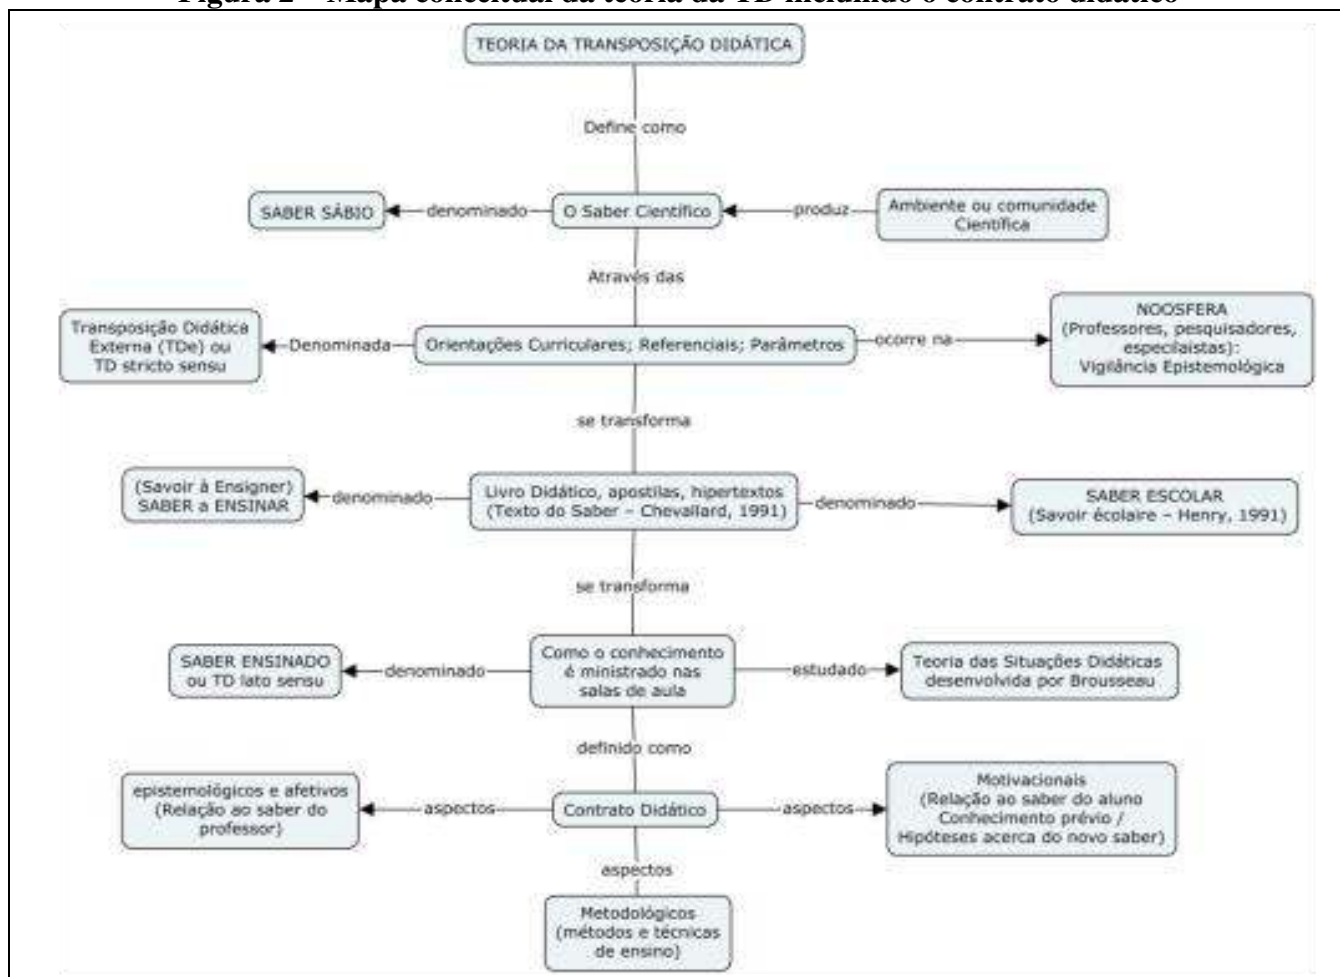 Figura 2 – Mapa conceitual da teoria da TD incluindo o contrato didático
TEORIA DA TRANSPOSIÇÃO DIDÁTICA
Define como
SABER SÁBIO
denominado
O Saber Científico
produz
Ambiente ou comunidade
Científica
Através das
Transposição Didática
Externa (TDe) ou
TD stricto sensu
Denominada
Orientações Curriculares; Referenciais; Parâmetros
ocorre na
NOOSFERA
(Professores, pesquisadores,
especilaistas):
Vigilância Epistemológica
se transforma
(Savoir à Ensigner)
SABER a ENSINAR
denominado
Livro Didático, apostilas, hipertextos
(Texto do Saber – Chevallard, 1991)
denominado
SABER ESCOLAR
(Savoir écolaire – Henry, 1991)
se transforma
SABER ENSINADO
ou TD lato sensu
denominado
Como o conhecimento
é ministrado nas
salas de aula
estudado
Teoria das Situações Didáticas
desenvolvida por Brousseau
definido como
epistemológicos e afetivos
(Relação ao saber do
professor)
aspectos
Contrato Didático
aspectos
Motivacionais
(Relação ao saber do aluno
Conhecimento prévio /
Hipóteses acerca do novo saber)
aspectos
Metodológicos
(métodos e técnicas
de ensino)